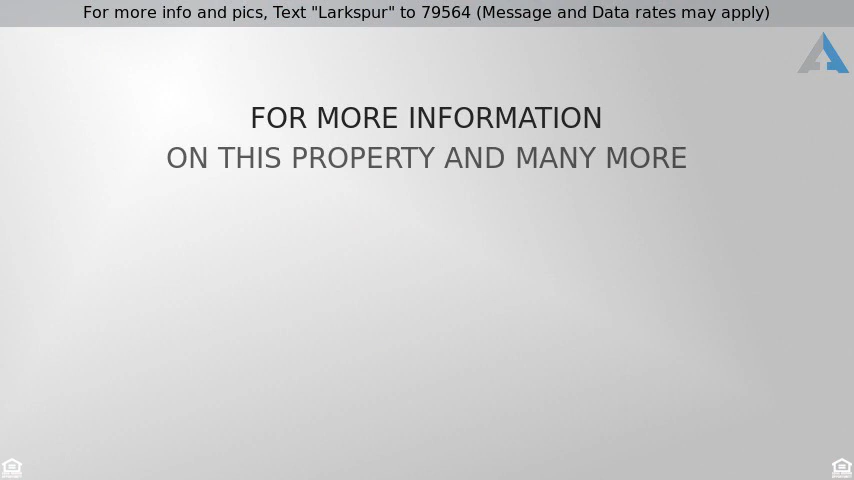 For more info and pics, Text "Larkspur" to 79564 (Message and Data rates may apply)
FOR MORE INFORMATION
ON THIS PROPERTY AND MANY MORE